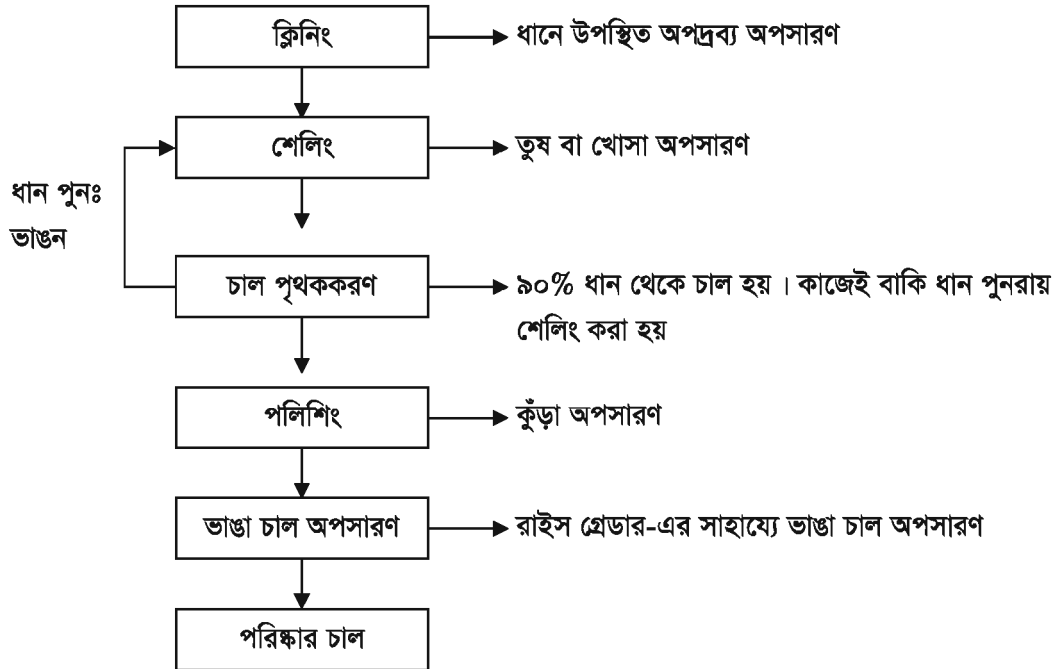 ক্লিনিং
ধানে উপস্থিত অপদ্রব্য অপসারণ
শেলিং
তুষ বা খোসা অপসারণ
ধান পুনঃ
ভাঙন
চাল পৃথককরণ
৯০% ধান থেকে চাল হয়। কাজেই বাকি ধান পুনরায়
শেলিং করা হয়
পলিশিং
কুঁড়া অপসারণ
ভাঙা চাল অপসারণ
রাইস গ্রেডার-এর সাহায্যে ভাঙা চাল অপসারণ
পরিষ্কার চাল